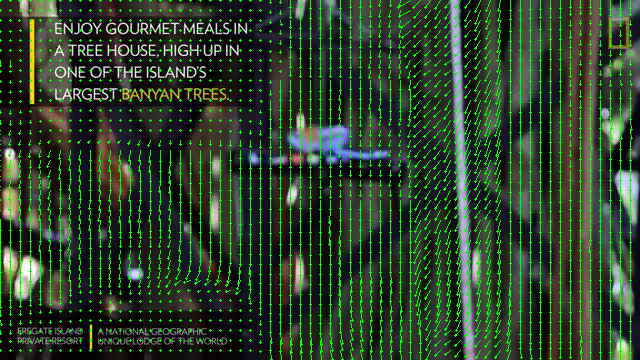 ENJOY GOURMET MEALS IN
A TREE HOUSE, HIGH UP IN
ONE OF THE ISLAND'S
LARGEST BANYAN TREES.
FREGATE ISLAND
PRIVATE RESORT
A NATIONAL GEOGRAPHIC
UNIQUE LODGE OF THE WORLD